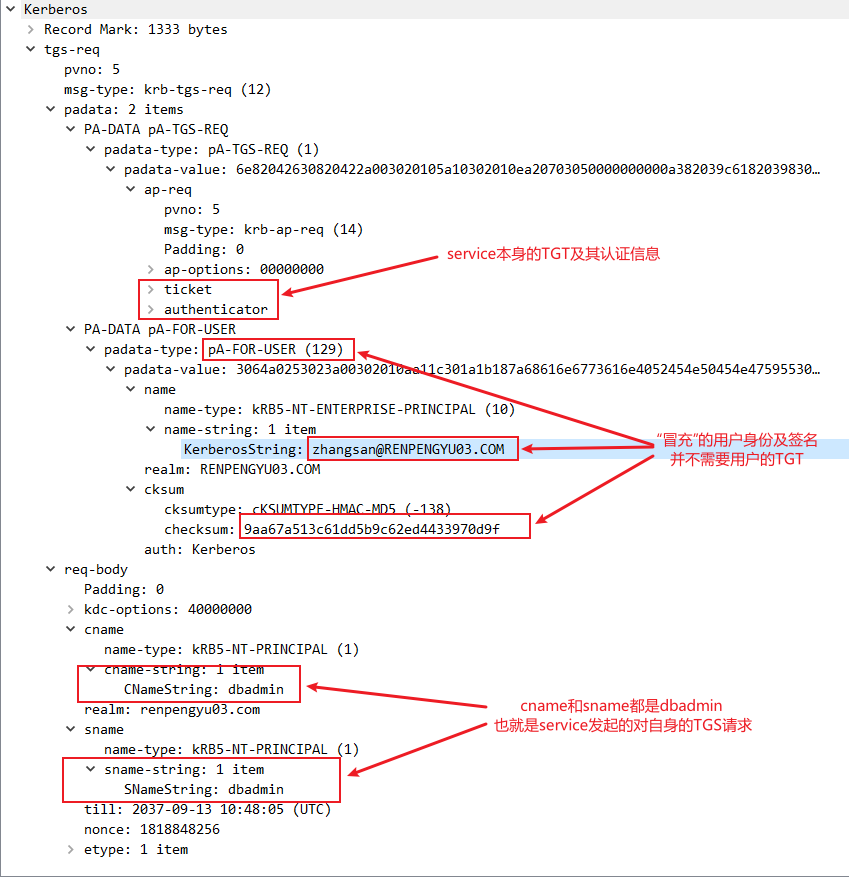 Kerberos
Record Mark: 1333 bytes
tgs-req
pvno: 5
msg-type: krb-tgs-req (12)
padata: 2 items
PA-DATA pA-TGS-REQ
padata-type: pA-TGS-REQ (1)
padata-value: 6e82042630820422a003020105a10302010ea20703050000000000a382039c6182039830…
ap-req
pvno: 5
msg-type: krb-ap-req (14)
Padding: 0
service本身的TGT及其认证信息
ap-options: 00000000
ticket
authenticator
PA-DATA pA-FOR-USER
padata-type: pA-FOR-USER (129)
padata-value: 3064a0253023a00302010aa11c301a1b187a68616e6773616e4052454e50454e47595530…
name
name-type: kRB5-NT-ENTERPRISE-PRINCIPAL (10)
name-string: 1 item
"冒充"的用户身份及签名
KerberosString: zhangsan@RENPENGYU03.COM
并不需要用户的TGT
realm: RENPENGYU03.COM
cksum
cksumtype: cKSUMTYPE-HMAC-MD5 (-138)
checksum: 9aa67a513c61dd5b9c62ed4433970d9f
auth: Kerberos
req-body
Padding: 0
kdc-options: 40000000
cname
name-type: kRB5-NT-PRINCIPAL (1)
cname-string: 1 item
CNameString: dbadmin
cname和sname都是dbadmin
realm: renpengyu03.com
也就是service发起的对自身的TGS请求
sname
name-type: kRB5-NT-PRINCIPAL (1)
sname-string: 1 item
SNameString: dbadmin
till: 2037-09-13 10:48:05 (UTC)
nonce: 1818848256
etype: 1 item